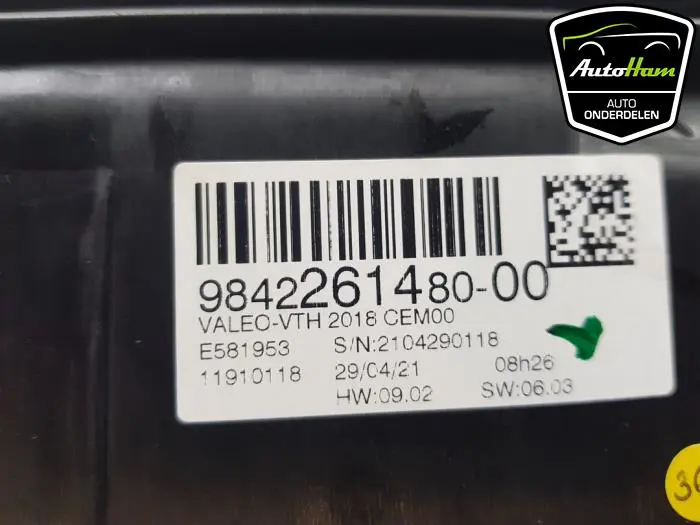 AutoHam
AUTO
ONDERDELEN
9842261480-00
VALEO-VTH 2018 CEM00
E581953 S/N:2104290118
11910118 29/04/21 08h26
HW:09.02 SW:06.03